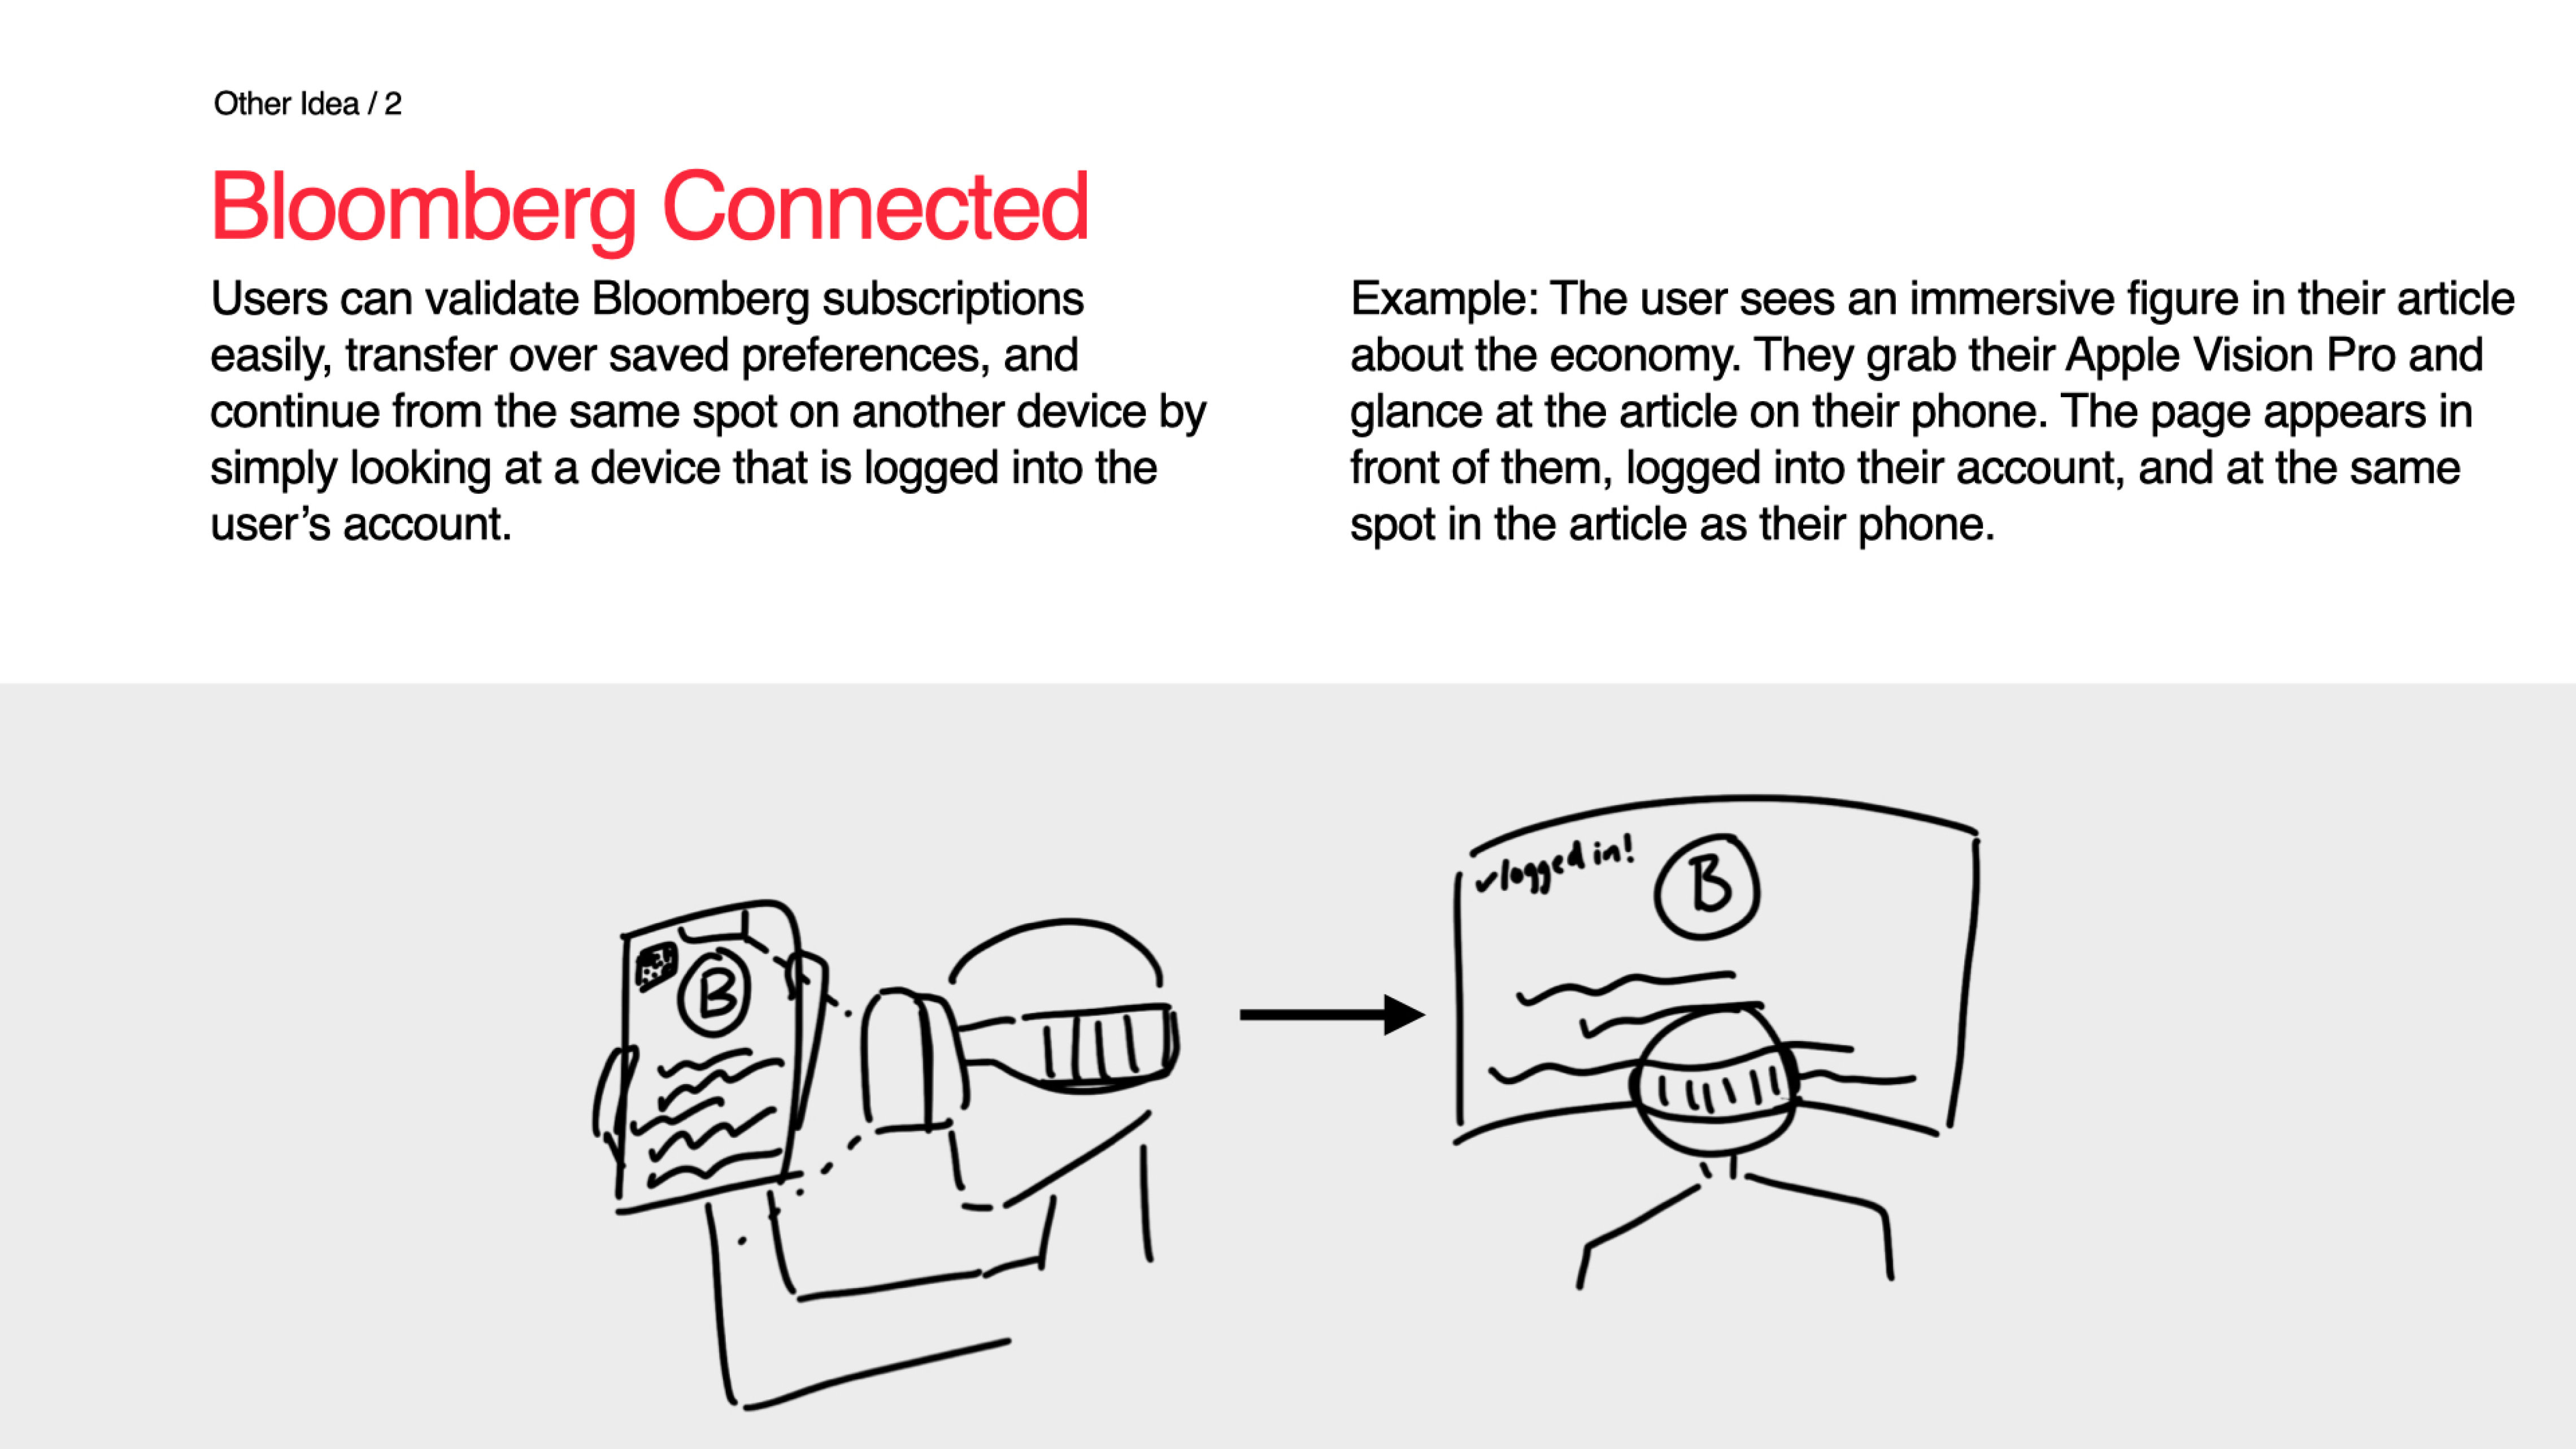 Other Idea / 2
Bloomberg Connected
Users can validate Bloomberg subscriptions
easily, transfer over saved preferences, and
continue from the same spot on another device by
simply looking at a device that is logged into the
user’s account.
Example: The user sees an immersive figure in their article
about the economy. They grab their Apple Vision Pro and
glance at the article on their phone. The page appears in
front of them, logged into their account, and at the same
spot in the article as their phone.
B
✓logged in!
B